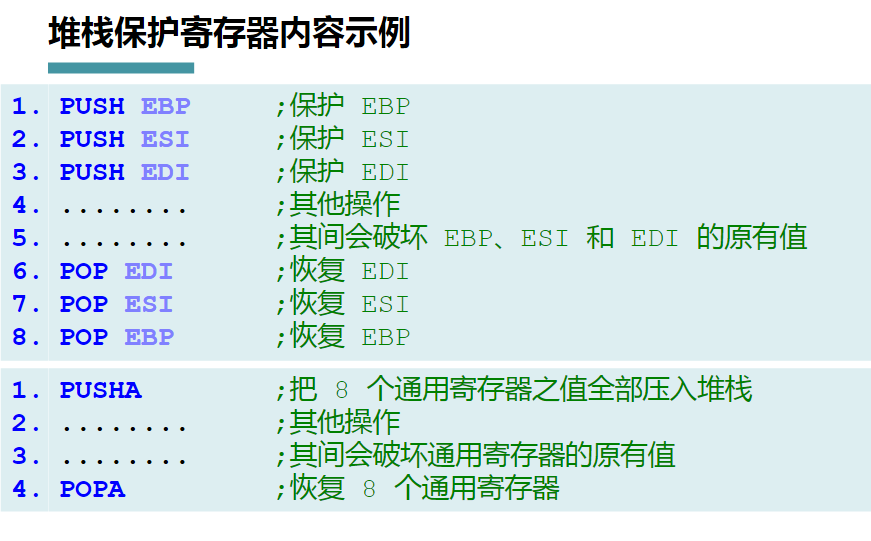 堆栈保护寄存器内容示例
1. PUSH EBP ;保护 EBP
2. PUSH ESI ;保护 ESI
3. PUSH EDI ;保护 EDI
4. ........ ;其他操作
5. ........ ;其间会破坏 EBP、ESI 和 EDI 的原有值
6. POP EDI ;恢复 EDI
7. POP ESI ;恢复 ESI
8. POP EBP ;恢复 EBP
1. PUSHA ;把 8 个通用寄存器之值全部压入堆栈
2. ........ ;其他操作
3. ........ ;其间会破坏通用寄存器的原有值
4. POPA ;恢复 8 个通用寄存器